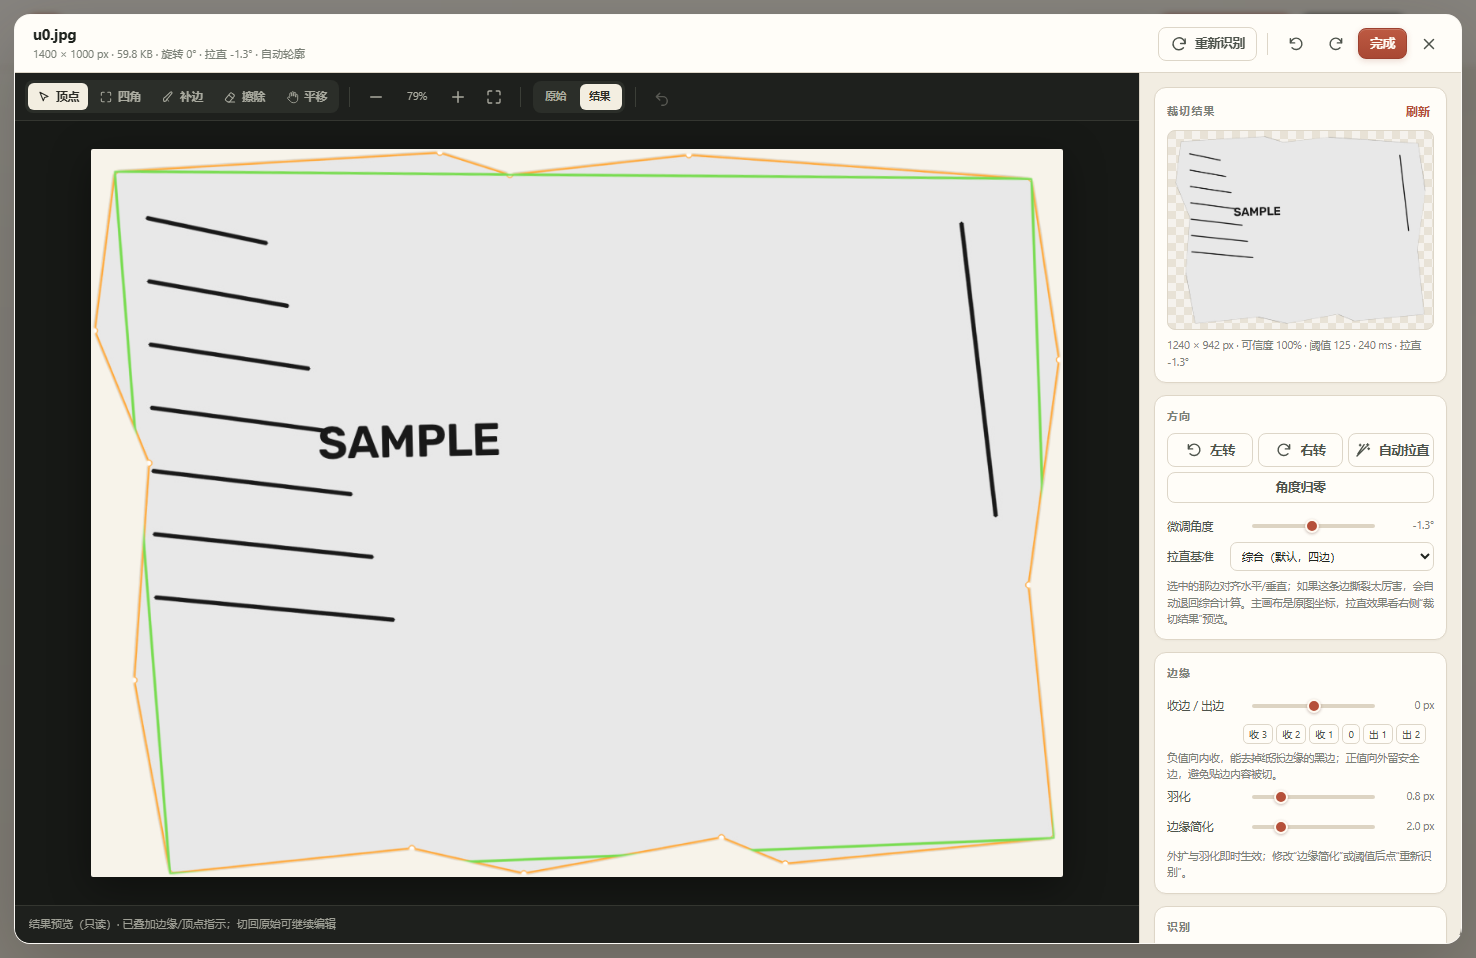 u0.jpg
1400 × 1000 px · 59.8 KB · 旋转 0° · 拉直 -1.3° · 自动轮廓
重新识别
完成
顶点
四角
补边
擦除
平移
79%
原始
结果
SAMPLE
结果预览（只读）· 已叠加边缘/顶点指示；切回原始可继续编辑
裁切结果
刷新
SAMPLE
1240 × 942 px · 可信度 100% · 阈值 125 · 240 ms · 拉直
-1.3°
方向
左转
右转
自动拉直
角度归零
微调角度
-1.3°
拉直基准
综合（默认，四边）
选中的那边对齐水平/垂直；如果这条边撕裂太厉害，会自
动退回综合计算。主画布是原图坐标，拉直效果看右侧“裁
切结果”预览。
边缘
收边 / 出边
0 px
收 3
收 2
收 1
0
出 1
出 2
负值向内收，能去掉纸张边缘的黑边；正值向外留安全
边，避免贴边内容被切。
羽化
0.8 px
边缘简化
2.0 px
外扩与羽化即时生效；修改“边缘简化”或阈值后点“重新识
别”。
识别